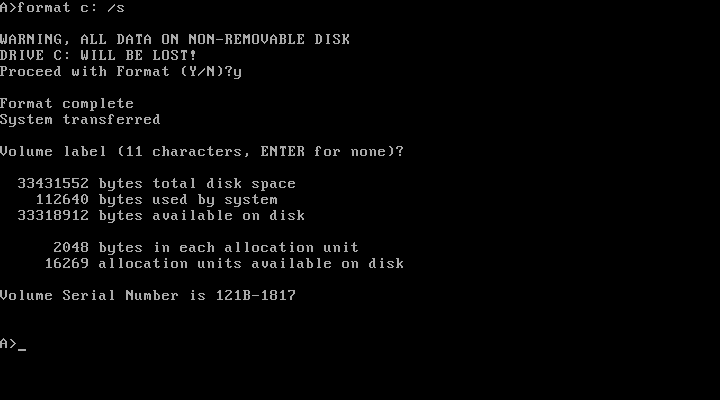 A>format c: /s
WARNING, ALL DATA ON NON-REMOVABLE DISK
DRIVE C: WILL BE LOST!
Proceed with Format (Y/N)?y
Format complete
System transferred
Volume label (11 characters, ENTER for none)?
33431552 bytes total disk space
112640 bytes used by system
33318912 bytes available on disk
2048 bytes in each allocation unit
16269 allocation units available on disk
Volume Serial Number is 121B-1817
A>_